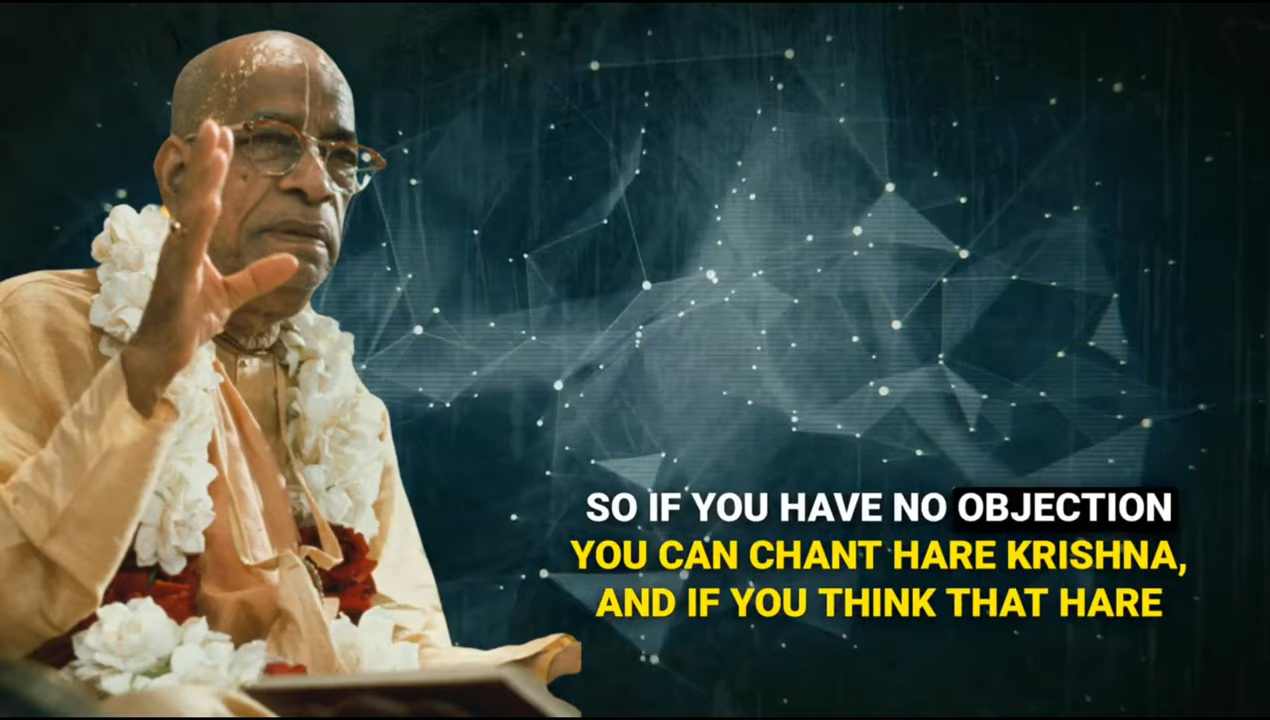 SO IF YOU HAVE NO OBJECTION
YOU CAN CHANT HARE KRISHNA,
AND IF YOU THINK THAT HARE